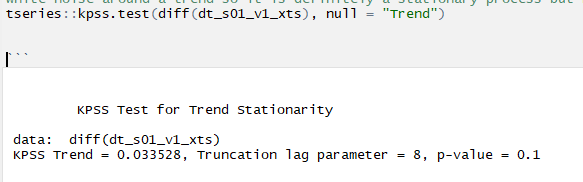 white noise around a trend so it is definitely a stationary process but
tseries::kpss.test(diff(dt_s01_v1_xts), null = "Trend")
```
KPSS Test for Trend Stationarity
data:  diff(dt_s01_v1_xts)
KPSS Trend = 0.033528, Truncation lag parameter = 8, p-value = 0.1